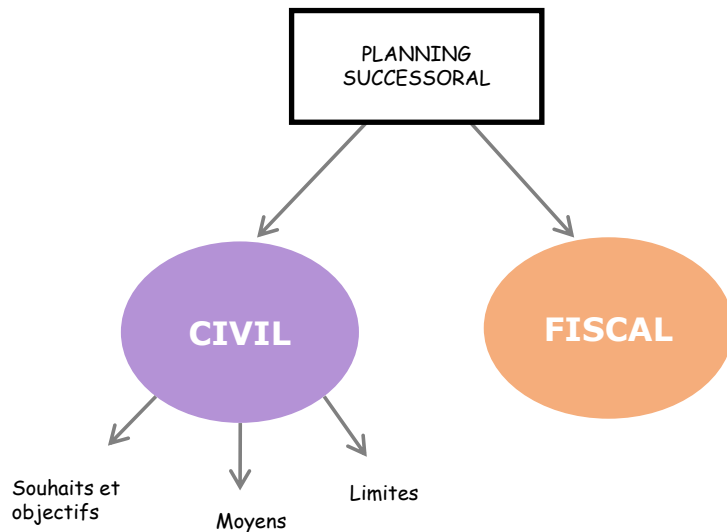 PLANNING
SUCCESSORAL
CIVIL
FISCAL
Souhaits et
objectifs
Moyens
Limites